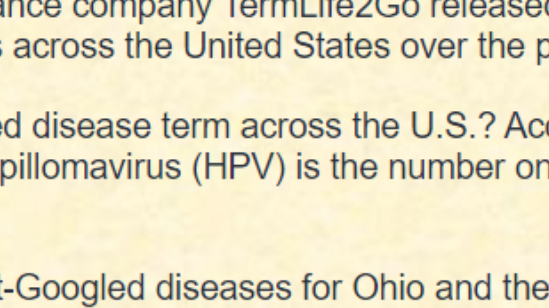 ance company TermLife2Go released
s across the United States over the p
ed disease term across the U.S.? Acc
pillomavirus (HPV) is the number on
t-Googled diseases for Ohio and the